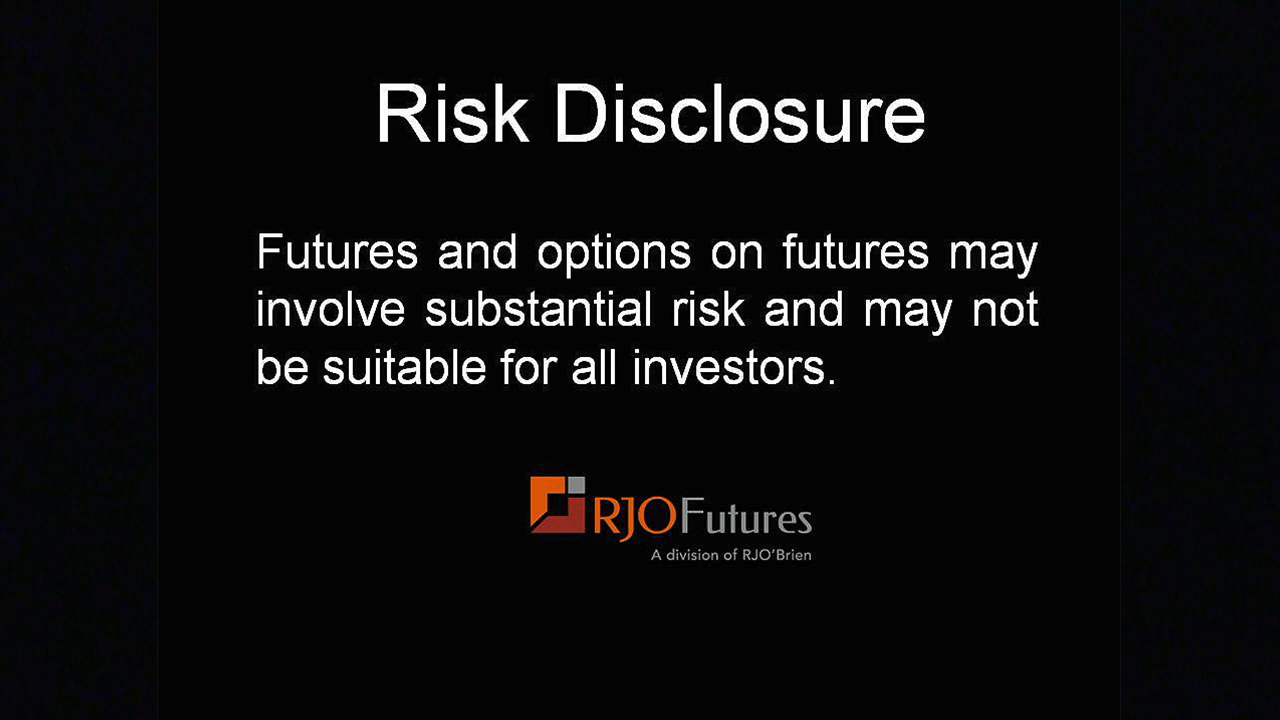 Risk Disclosure
Futures and options on futures may
involve substantial risk and may not
be suitable for all investors.
RJOFutures
A division of RJO'Brien